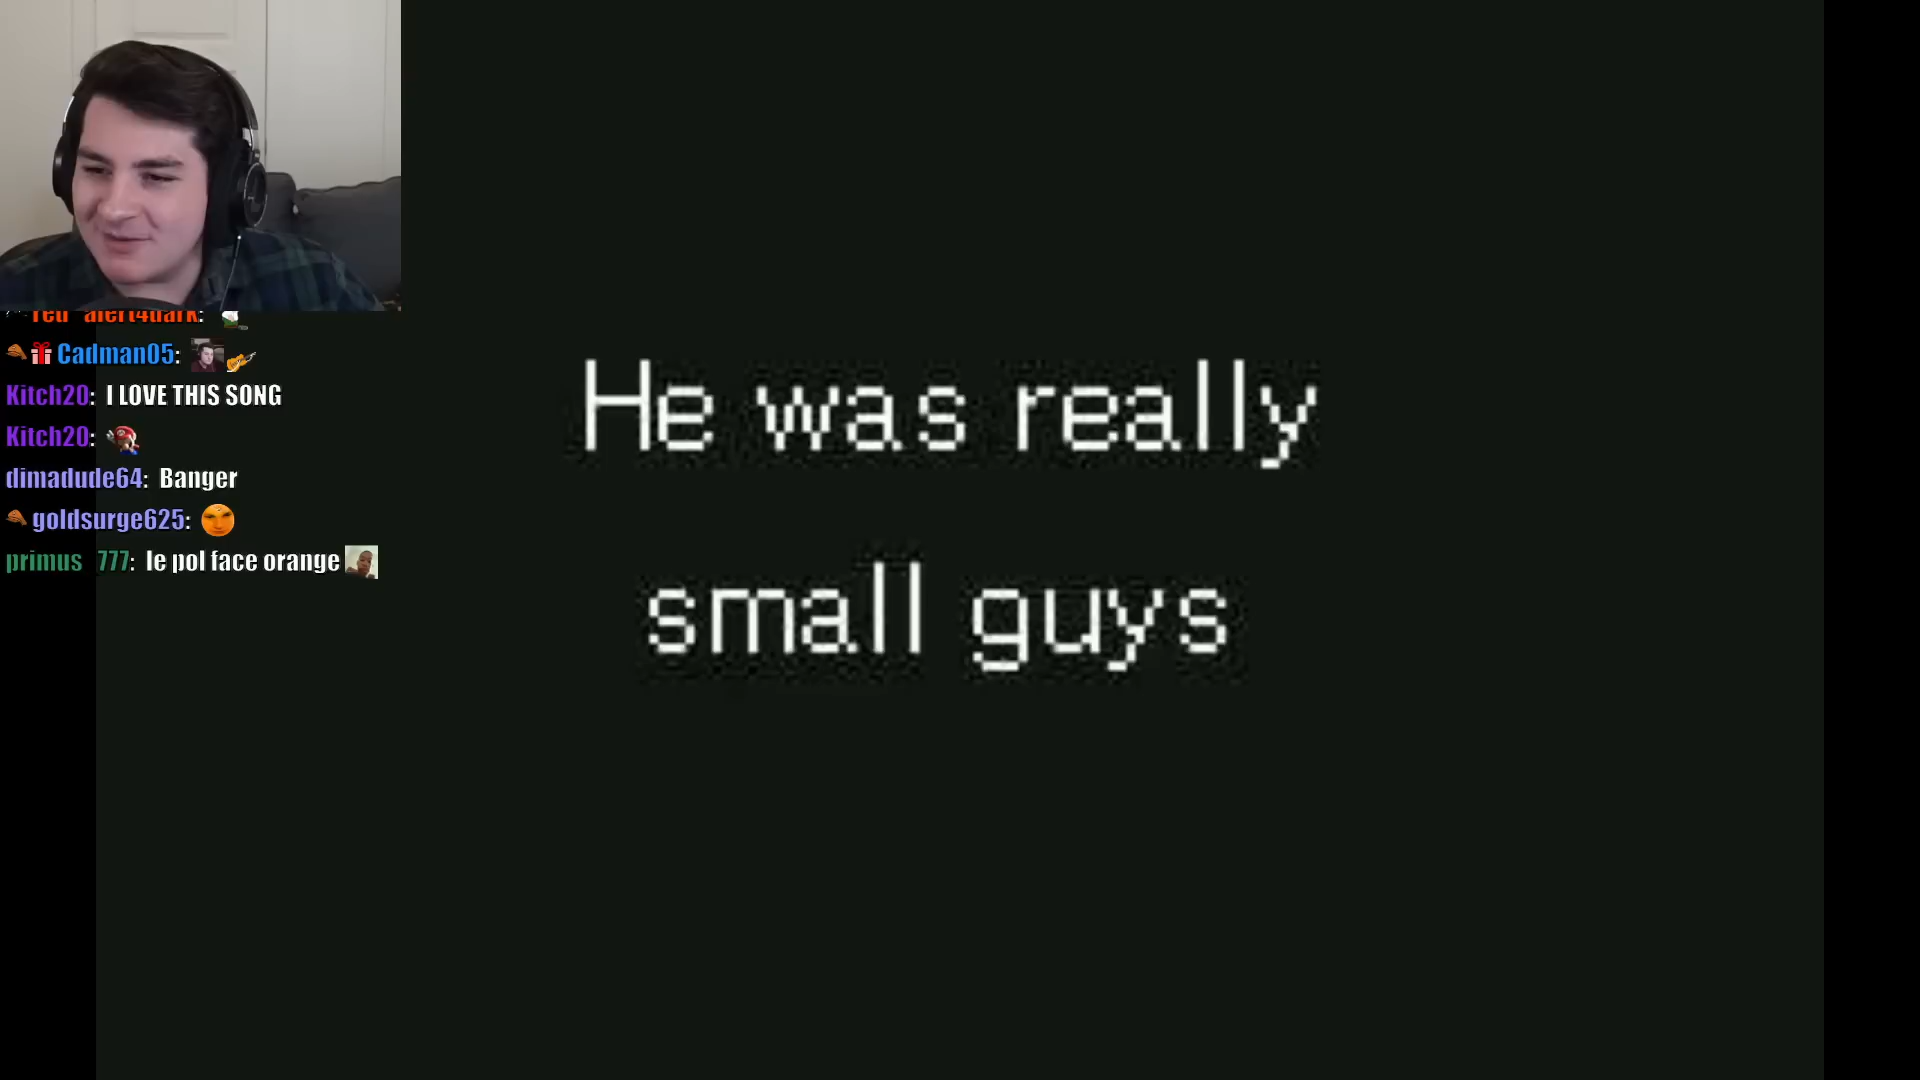 red_alert4dark:
Cadman05:
Kitch20: I LOVE THIS SONG
Kitch20:
dimadude64: Banger
goldsurge625:
primus_777: le pol face orange
He was really
small guys